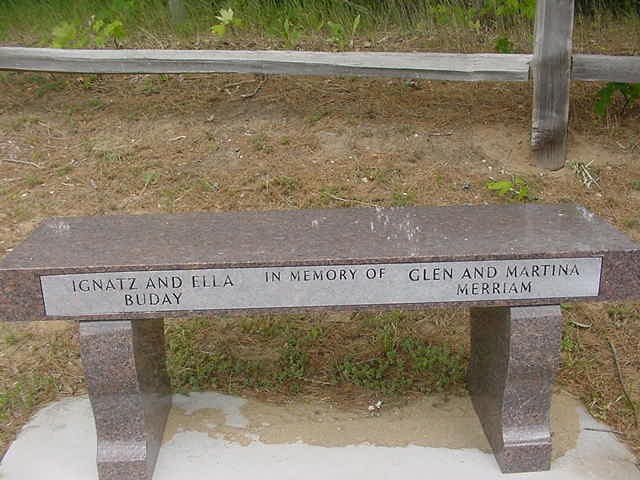 IGNATZ AND ELLA
BUDAY
IN MEMORY OF
GLEN AND MARTINA
MERRIAM